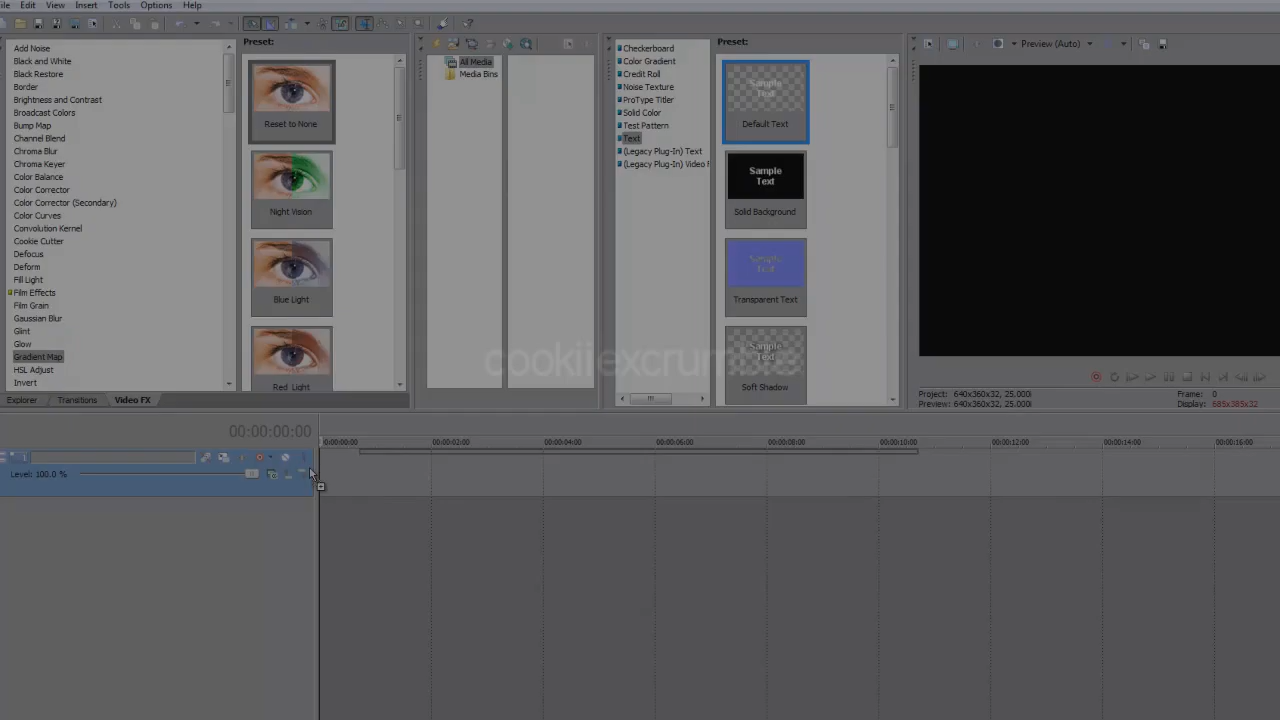 File Edit View Insert Tools Options Help
Add Noise
Black and White
Black Restore
Border
Brightness and Contrast
Broadcast Colors
Bump Map
Channel Blend
Chroma Blur
Chroma Keyer
Color Balance
Color Corrector
Color Corrector (Secondary)
Color Curves
Convolution Kernel
Cookie Cutter
Defocus
Deform
Fill Light
Film Effects
Film Grain
Gaussian Blur
Glint
Glow
Gradient Map
HSL Adjust
Invert
Explorer Transitions Video FX
Preset:
Reset to None
Night Vision
Blue Light
Red Light
All Media
Media Bins
Checkerboard
Color Gradient
Credit Roll
Noise Texture
ProType Titler
Solid Color
Test Pattern
Text
(Legacy Plug-In) Text
(Legacy Plug-In) Video F
Preset:
Sample
Text
Default Text
Sample
Text
Solid Background
Sample
Text
Transparent Text
Sample
Text
Soft Shadow
Preview (Auto)
Project: 640x360x32, 25.000i
Preview: 640x360x32, 25.000i
Frame: 0
Display: 685x385x32
00:00:00:00
00:00:00:00 00:00:02:00 00:00:04:00 00:00:06:00 00:00:08:00 00:00:10:00 00:00:12:00 00:00:14:00 00:00:16:00
1
Level: 100.0 %